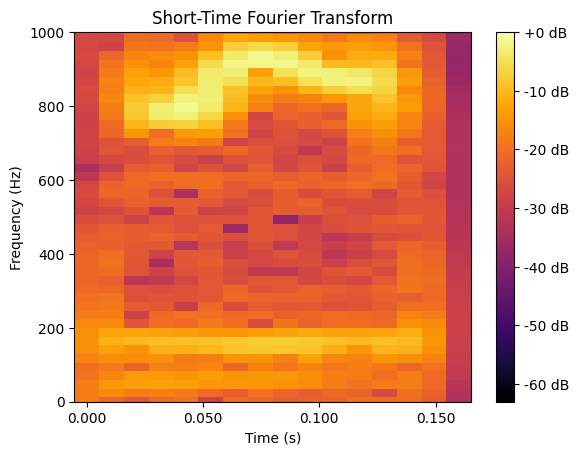 Short-Time Fourier Transform
1000
800
600
400
200
0
Frequency (Hz)
0.000
0.050
0.100
0.150
Time (s)
+0 dB
-10 dB
-20 dB
-30 dB
-40 dB
-50 dB
-60 dB